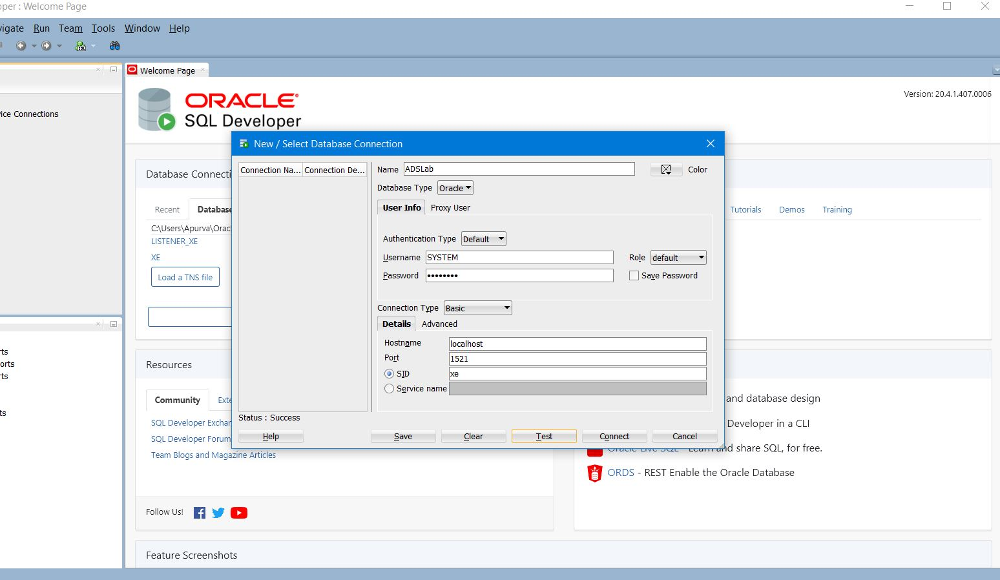 oper : Welcome Page
vigate Run Team Tools Window Help
Welcome Page
ice Connections
ORACLE
SQL Developer
Version: 20.4.1.407.0006
Database Connecti
Recent Database
C:\Users\Apurva\Orac
LISTENER_XE
XE
Load a TNS file
Tutorials Demos Training
New / Select Database Connection
Connection Na... Connection De...
Name ADSLab Color
Database Type Oracle
User Info Proxy User
Authentication Type Default
Username SYSTEM Role default
Password •••••••• Save Password
Connection Type Basic
Details Advanced
Hostname localhost
Port 1521
SID xe
Service name
Status : Success
Help Save Clear Test Connect Cancel
rts
orts
rts
ts
Resources
Community Exte
SQL Developer Exchan
SQL Developer Forum
Team Blogs and Magazine Articles
and database design
Developer in a CLI
Oracle Live SQL - Learn and share SQL, for free.
ORDS - REST Enable the Oracle Database
Follow Us!
Feature Screenshots